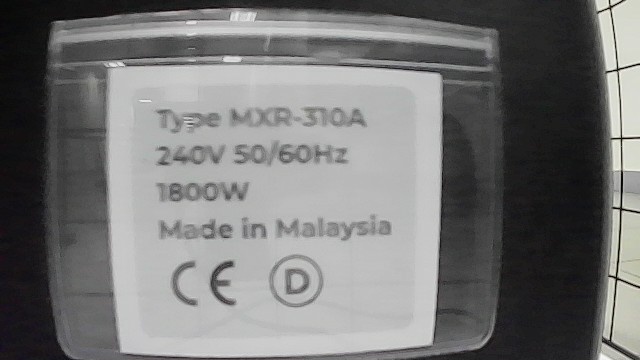 Type MXR-310A
240V 50/60Hz
1800W
Made in Malaysia
CE D